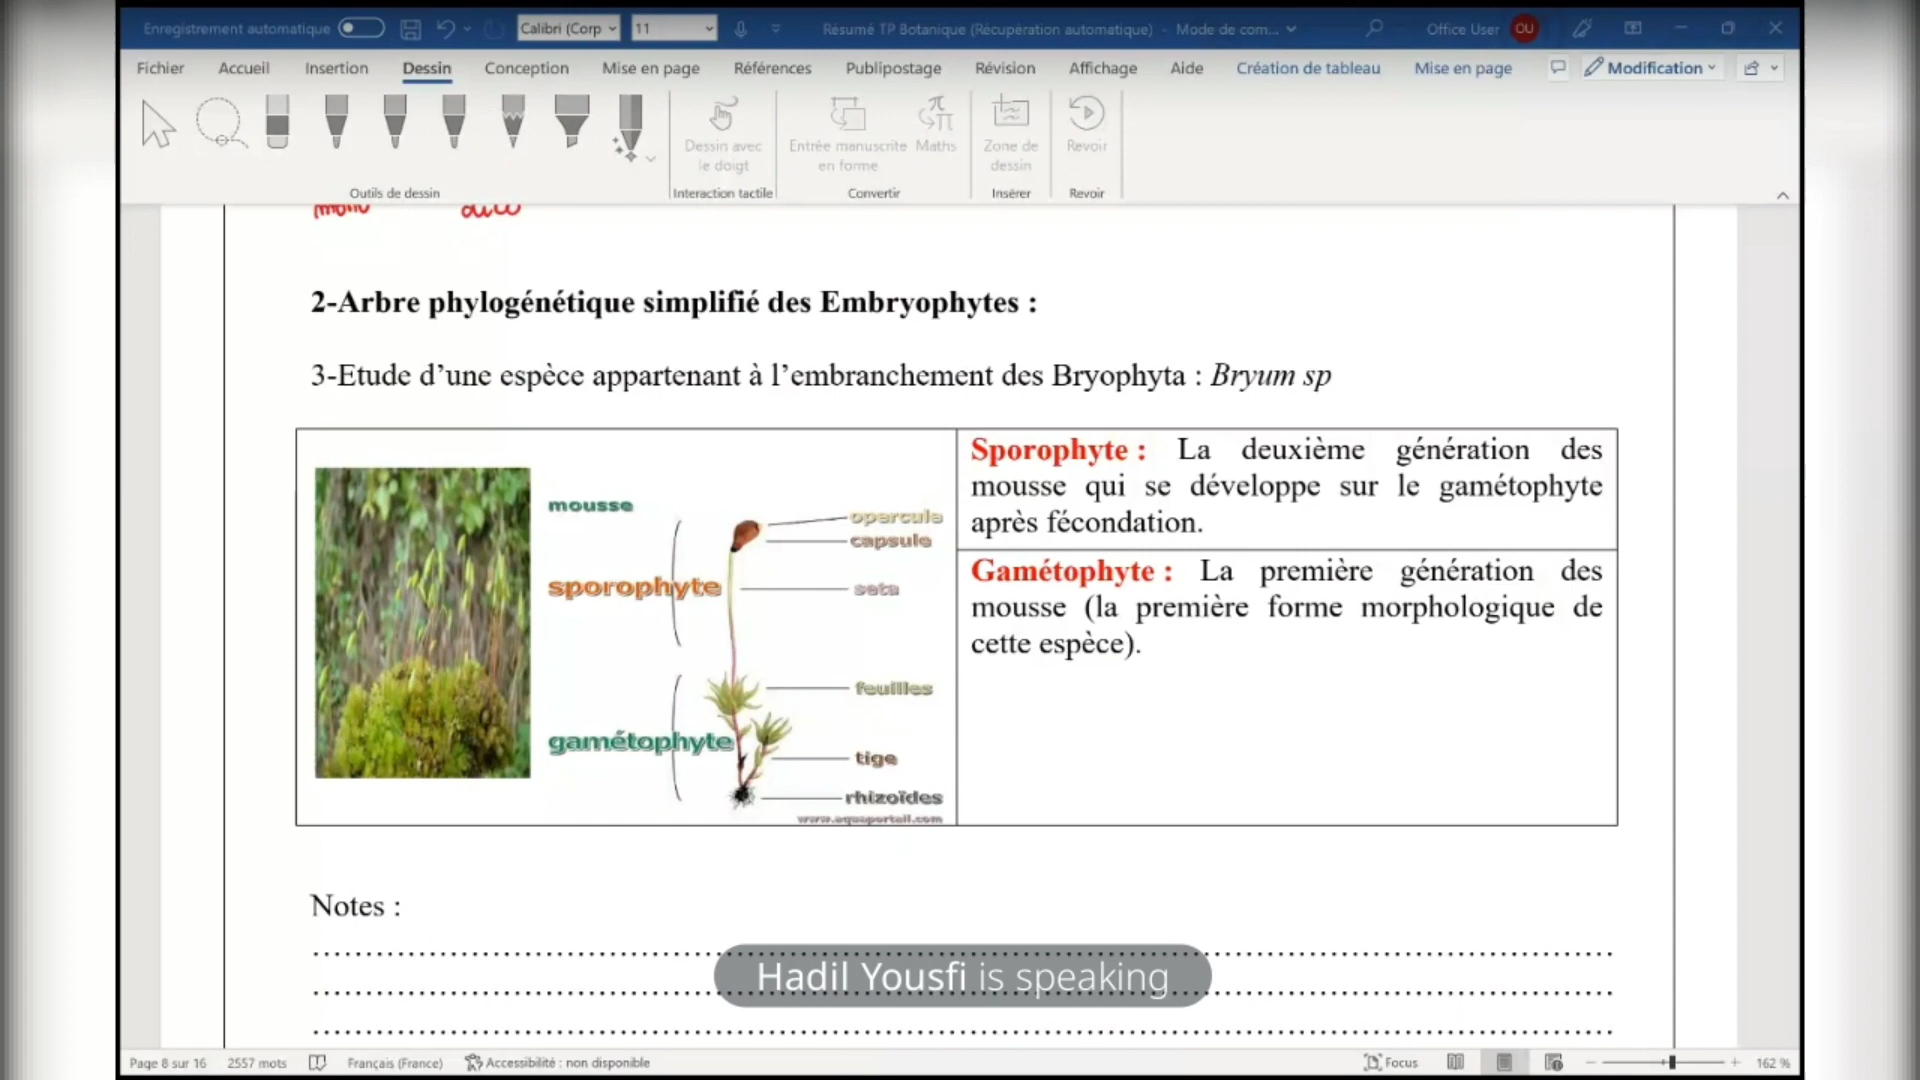 Enregistrement automatique
Calibri (Corp
11
Résumé TP Botanique (Récupération automatique) - Mode de com...
Office User
OU
Fichier Accueil Insertion Dessin Conception Mise en page Références Publipostage Révision Affichage Aide Création de tableau Mise en page
Modification
Dessin avec le doigt
Entrée manuscrite en forme
Maths
Zone de dessin
Revoir
Outils de dessin
Interaction tactile
Convertir
Insérer
Revoir
2-Arbre phylogénétique simplifié des Embryophytes :
3-Etude d’une espèce appartenant à l’embranchement des Bryophyta : Bryum sp
mousse
opercule
capsule
sporophyte
seta
feuilles
gamétophyte
tige
rhizoïdes
www.aquaportail.com
Sporophyte : La deuxième génération des
mousse qui se développe sur le gamétophyte
après fécondation.
Gamétophyte : La première génération des
mousse (la première forme morphologique de
cette espèce).
Notes :
Hadil Yousfi is speaking
Page 8 sur 16
2557 mots
Français (France)
Accessibilité : non disponible
Focus
162 %